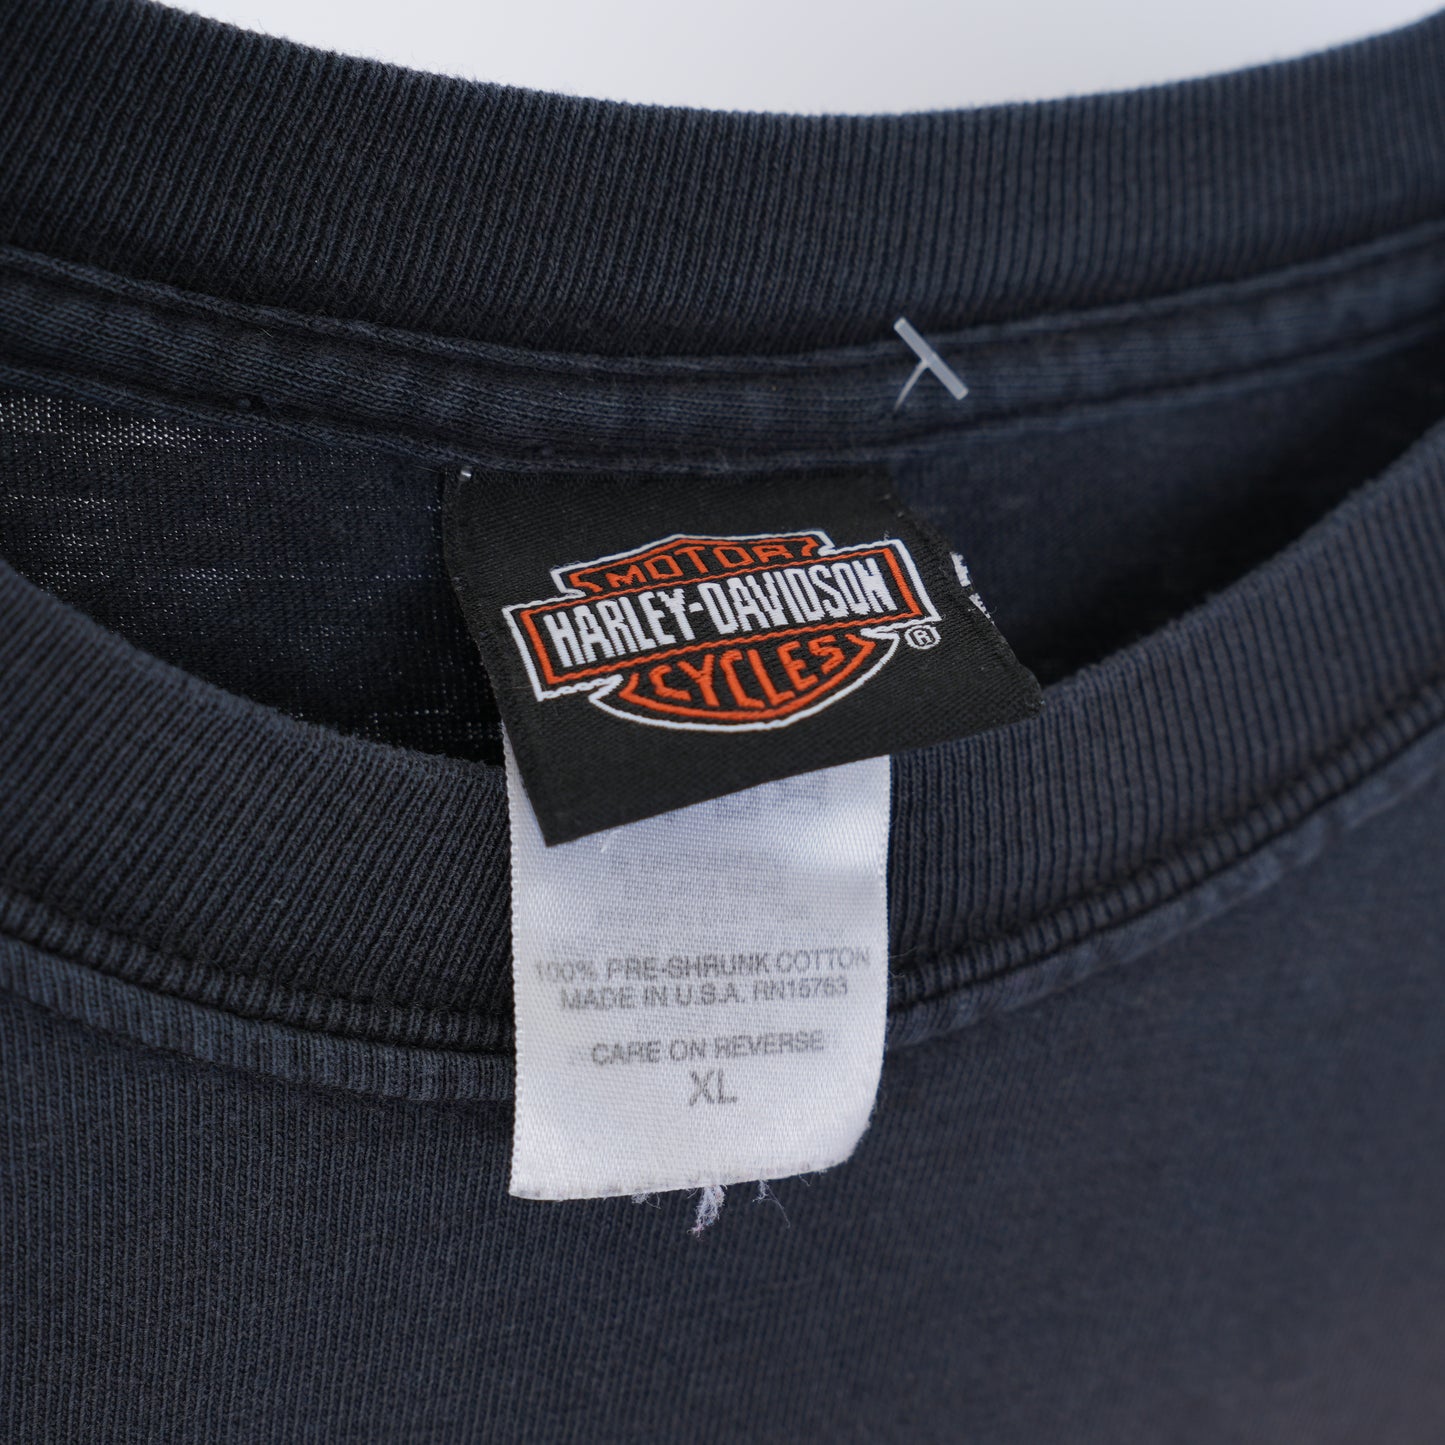 MOTOR
HARLEY-DAVIDSON
CYCLES
®
100% PRE-SHRUNK COTTON
MADE IN U.S.A. RN15763
CARE ON REVERSE
XL